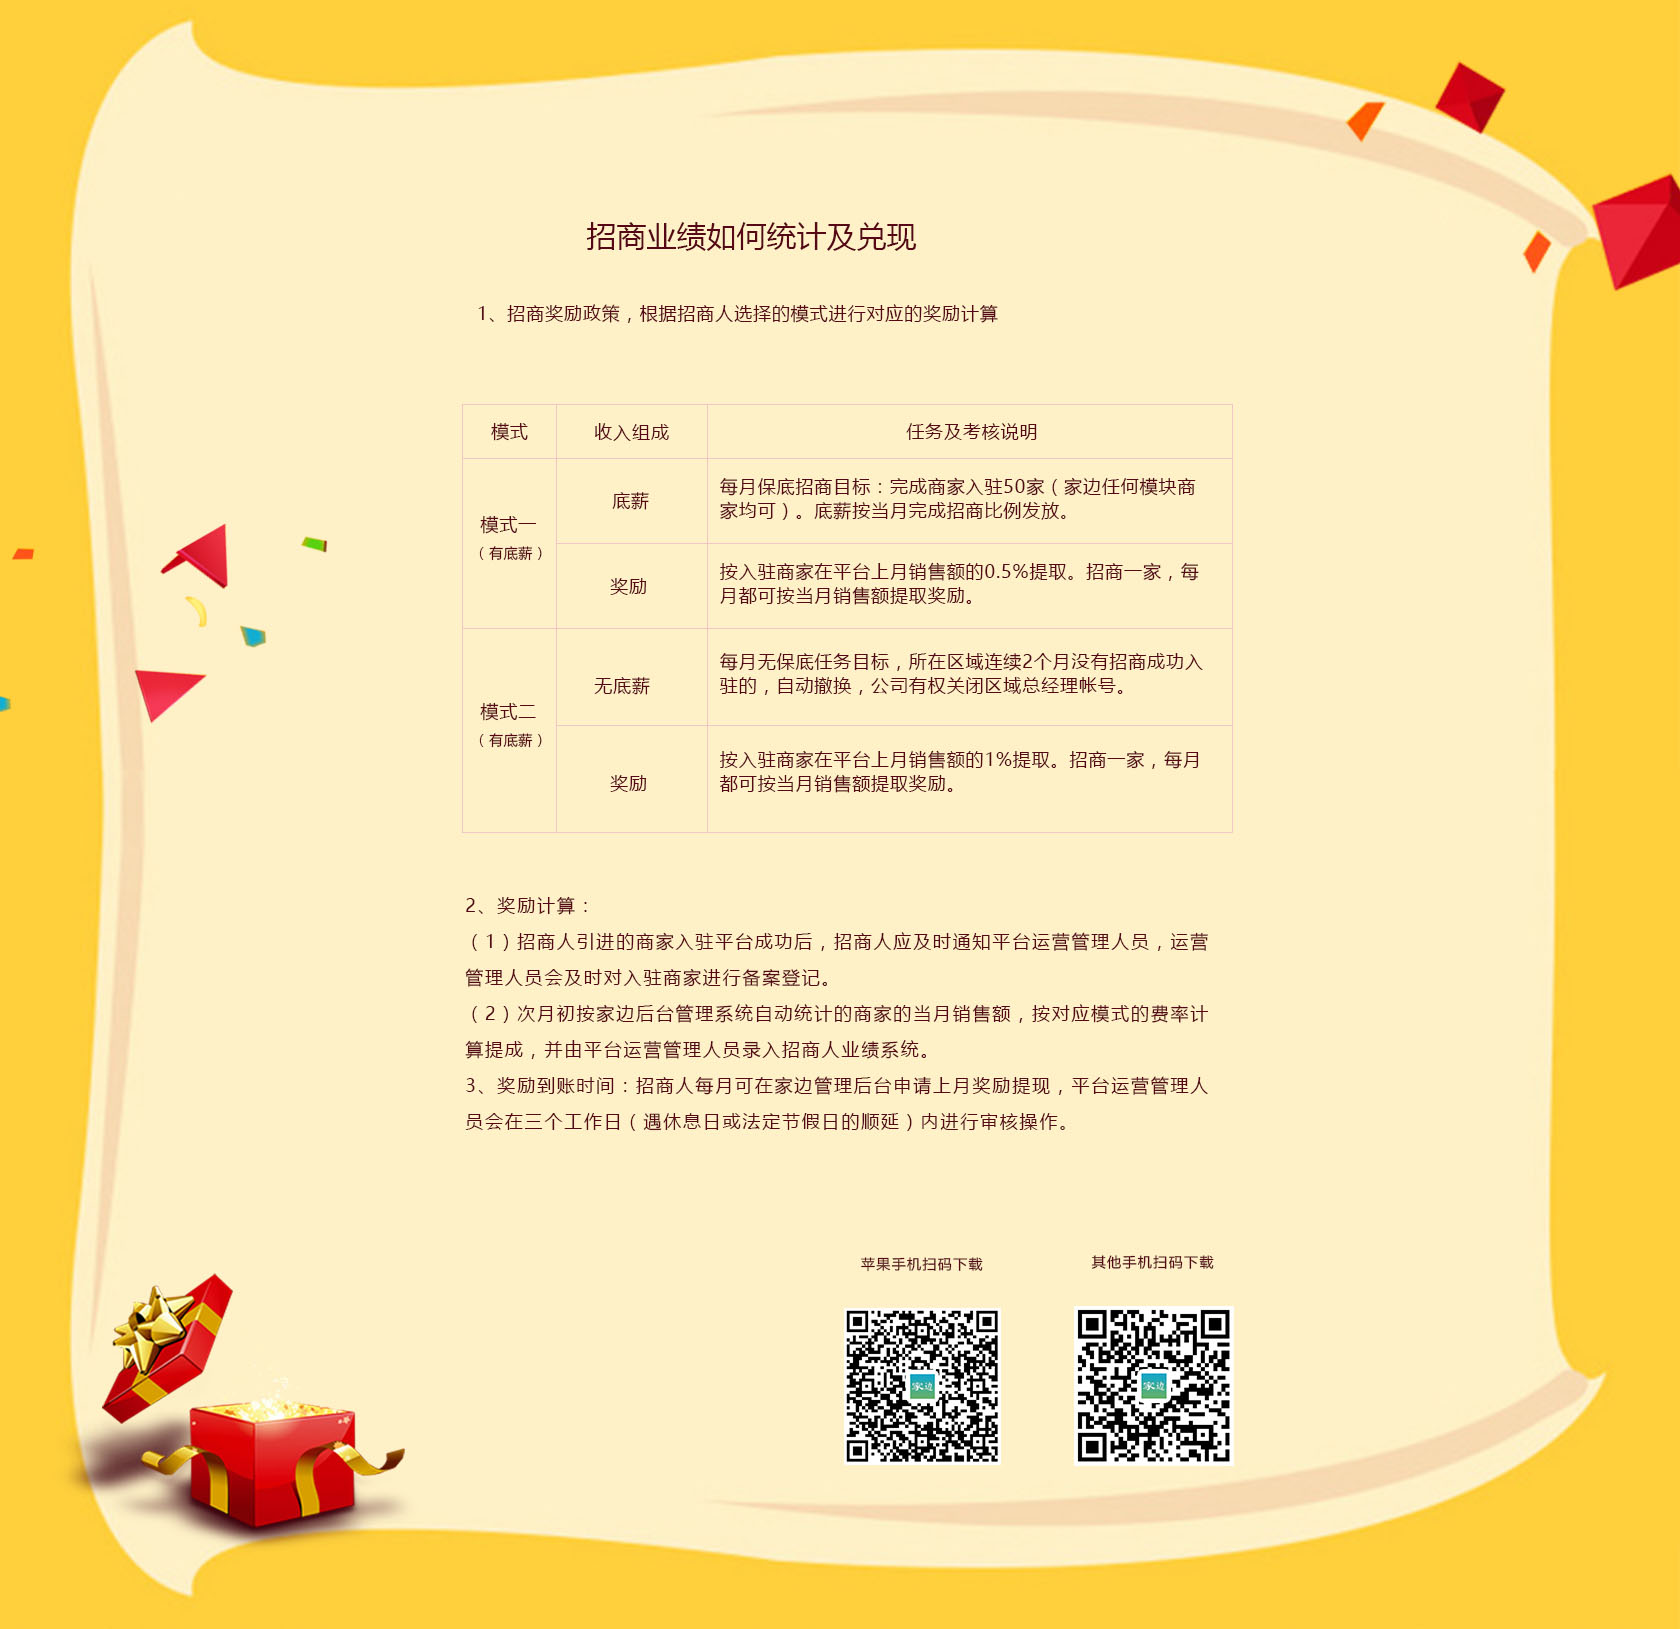 招商业绩如何统计及兑现
1、招商奖励政策，根据招商人选择的模式进行对应的奖励计算
模式
收入组成
任务及考核说明
模式一
（有底薪）
底薪
每月保底招商目标：完成商家入驻50家（家边任何模块商
家均可）。底薪按当月完成招商比例发放。
奖励
按入驻商家在平台上月销售额的0.5%提取。招商一家，每
月都可按当月销售额提取奖励。
模式二
（有底薪）
无底薪
每月无保底任务目标，所在区域连续2个月没有招商成功入
驻的，自动撤换，公司有权关闭区域总经理帐号。
奖励
按入驻商家在平台上月销售额的1%提取。招商一家，每月
都可按当月销售额提取奖励。
2、奖励计算：
（1）招商人引进的商家入驻平台成功后，招商人应及时通知平台运营管理人员，运营
管理人员会及时对入驻商家进行备案登记。
（2）次月初按家边后台管理系统自动统计的商家的当月销售额，按对应模式的费率计
算提成，并由平台运营管理人员录入招商人业绩系统。
3、奖励到账时间：招商人每月可在家边管理后台申请上月奖励提现，平台运营管理人
员会在三个工作日（遇休息日或法定节假日的顺延）内进行审核操作。
苹果手机扫码下载
其他手机扫码下载
家边
家边